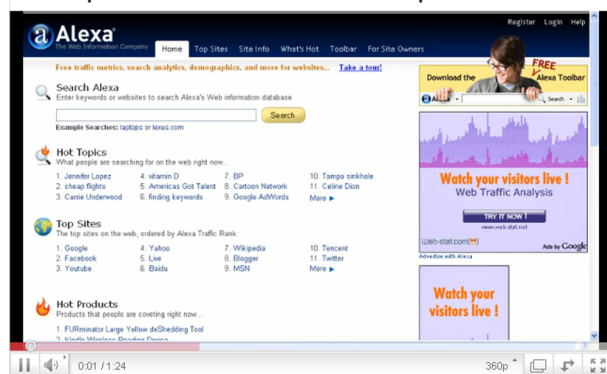 Register Login Help
Alexa
The Web Information Company
Home Top Sites Site Info What's Hot Toolbar For Site Owners
Free traffic metrics, search analytics, demographics, and more for websites... Take a tour!
Search Alexa
Enter keywords or websites to search Alexa's Web information database.
Search
Example Searches: laptops or lexus.com
Hot Topics
What people are searching for on the web right now...
1. Jennifer Lopez 4. vitamin D 7. BP 10. Tampa sinkhole
2. cheap flights 5. Americas Got Talent 8. Cartoon Network 11. Celine Dion
3. Carrie Underwood 6. finding keywords 9. Google AdWords More
Top Sites
The top sites on the web, ordered by Alexa Traffic Rank.
1. Google 4. Yahoo 7. Wikipedia 10. Tencent
2. Facebook 5. Live 8. Blogger 11. Twitter
3. Youtube 6. Baidu 9. MSN More
Hot Products
Products that people are coveting right now...
1. FURminator Large Yellow deShedding Tool
Download the FREE Alexa Toolbar
Alexa Search
Watch your visitors live !
Web Traffic Analysis
TRY IT NOW !
www.web-stat.net
Web-stat.com[**]
Ads by Google
Advertise with Alexa
Watch your
visitors live !
0:01 / 1:24
360p